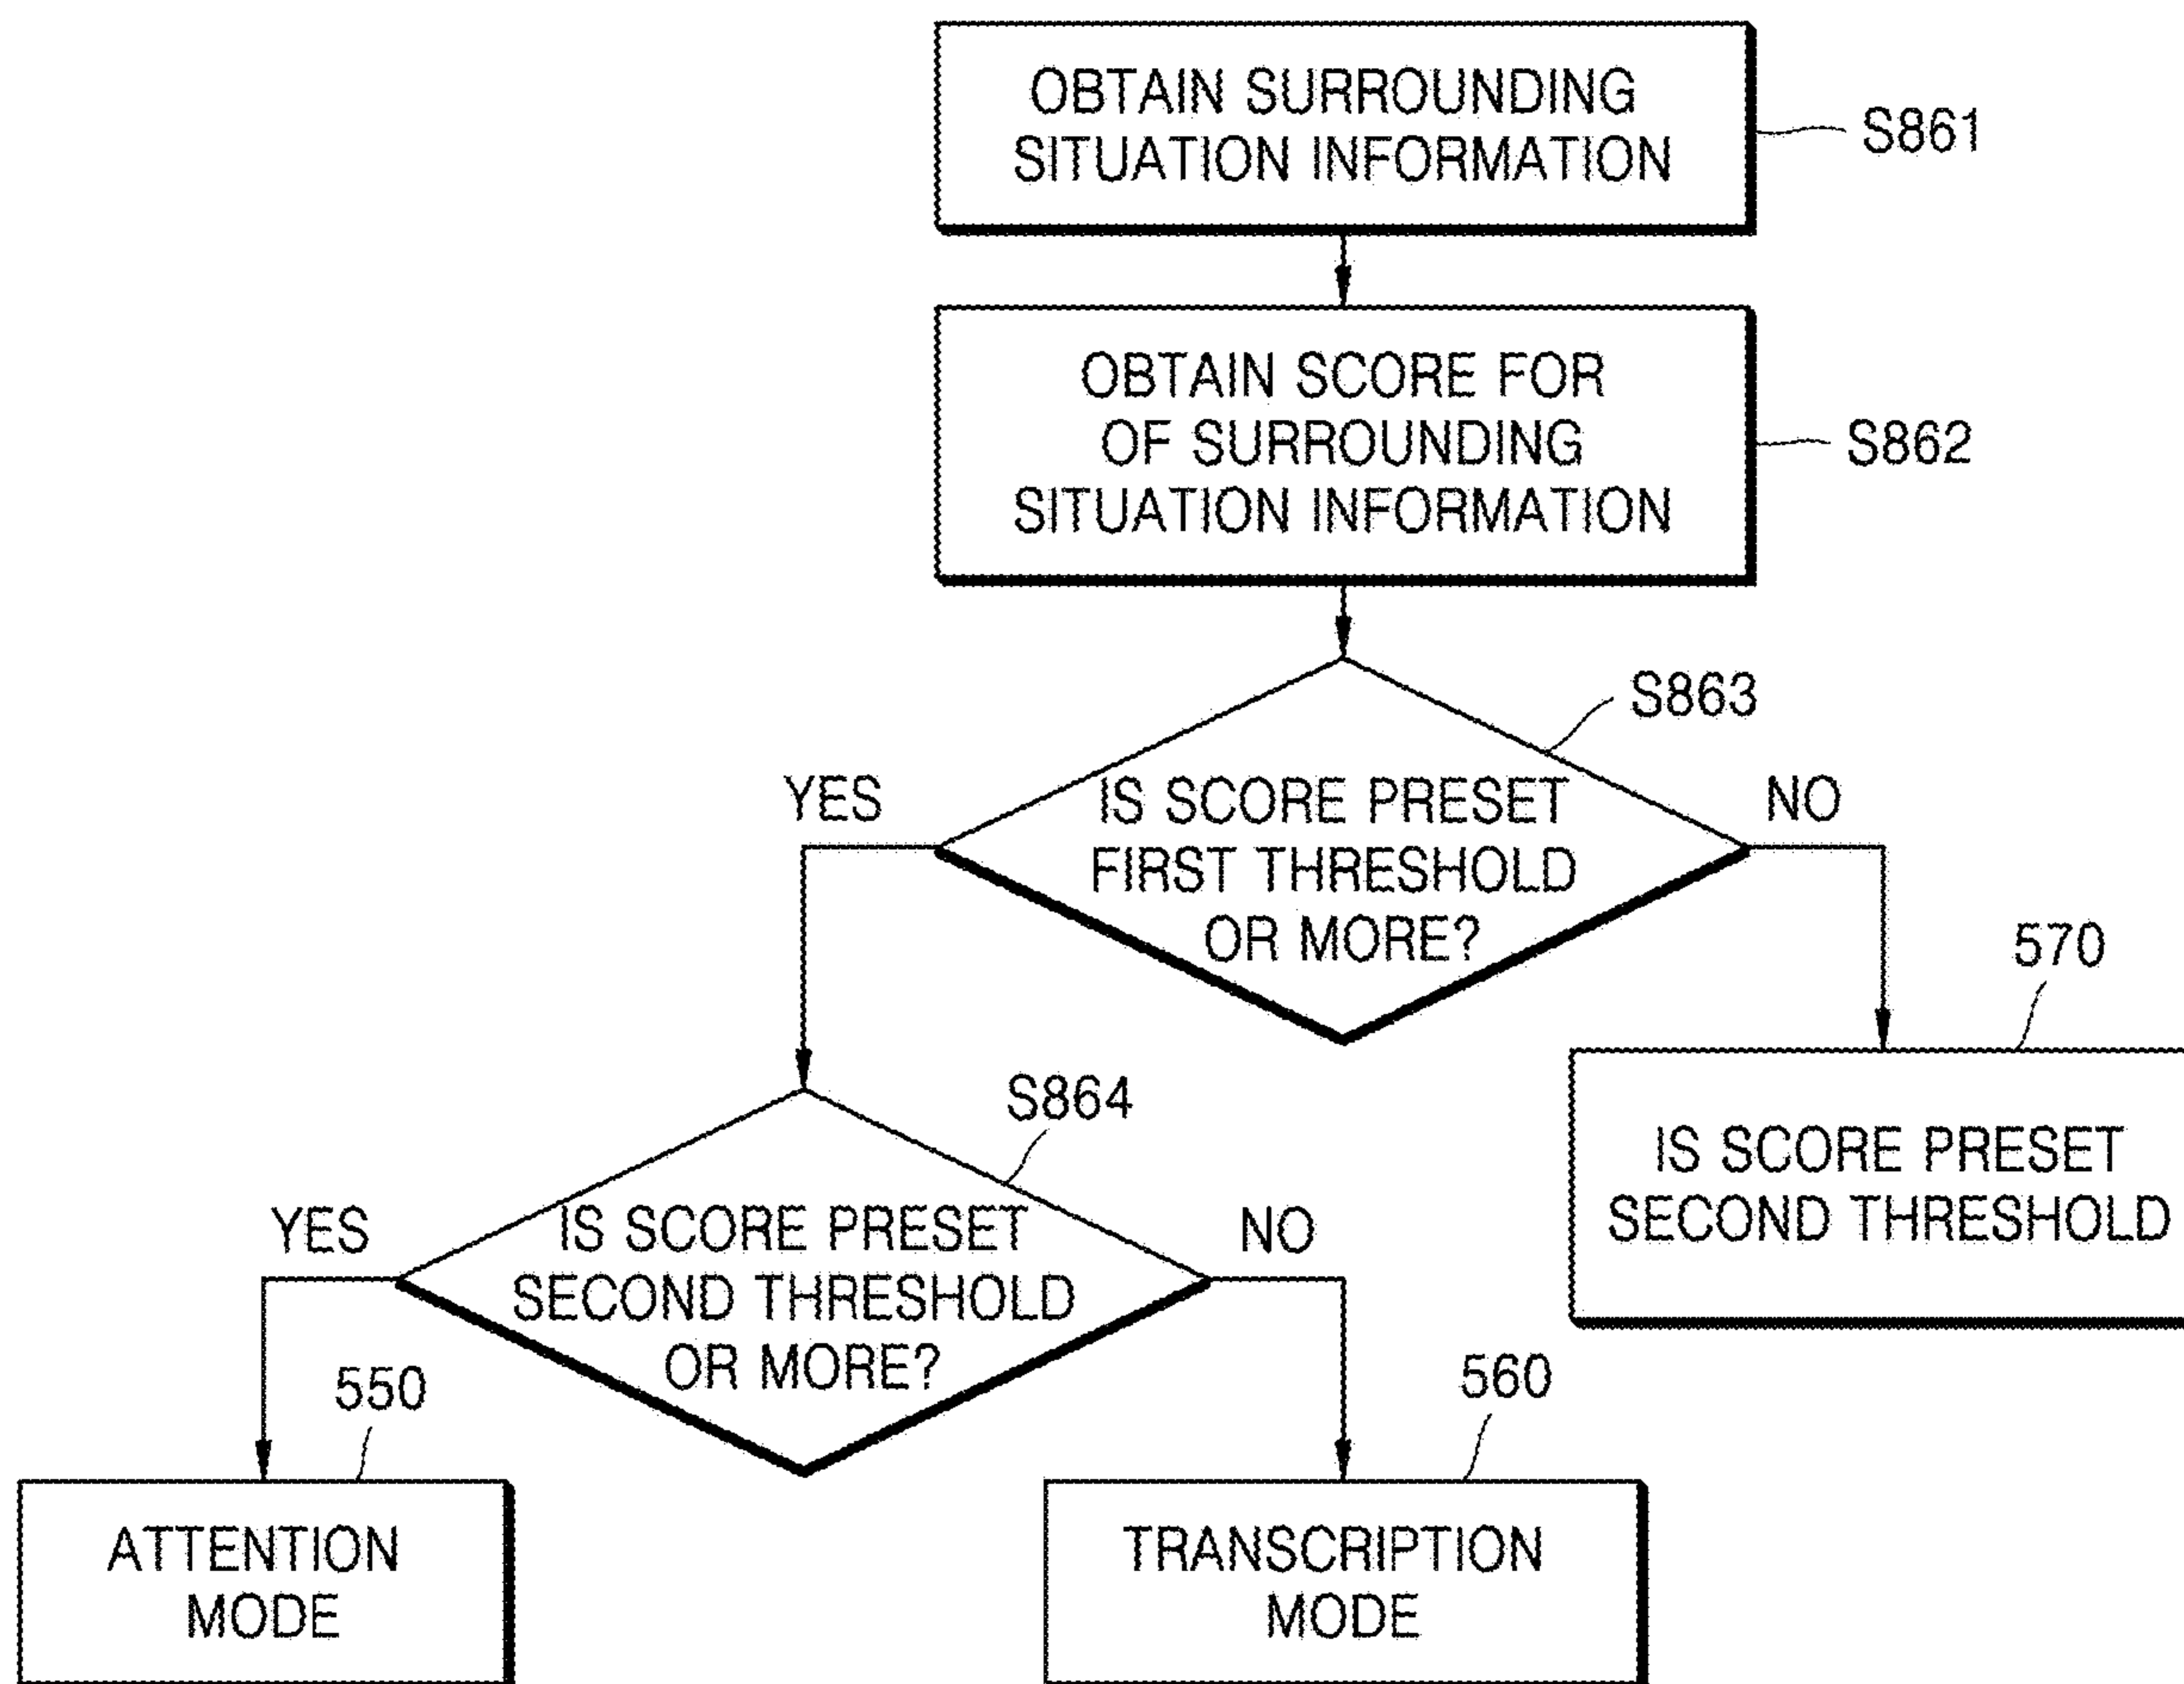 OBTAIN SURROUNDING
SITUATION INFORMATION
S861
OBTAIN SCORE FOR
OF SURROUNDING
SITUATION INFORMATION
S862
S863
YES
IS SCORE PRESET
FIRST THRESHOLD
OR MORE?
NO
570
IS SCORE PRESET
SECOND THRESHOLD
S864
YES
IS SCORE PRESET
SECOND THRESHOLD
OR MORE?
NO
550
ATTENTION
MODE
560
TRANSCRIPTION
MODE